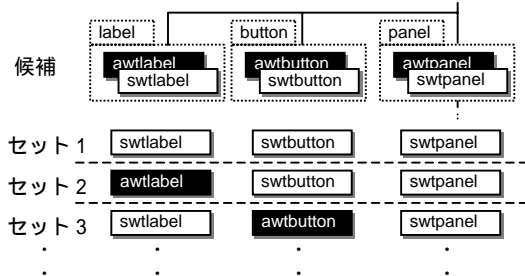 label button panel
候補 awtlabel awtbutton awtpanel
swtlabel swtbutton swtpanel
セット 1 swtlabel swtbutton swtpanel
セット 2 awtlabel swtbutton swtpanel
セット 3 swtlabel awtbutton swtpanel